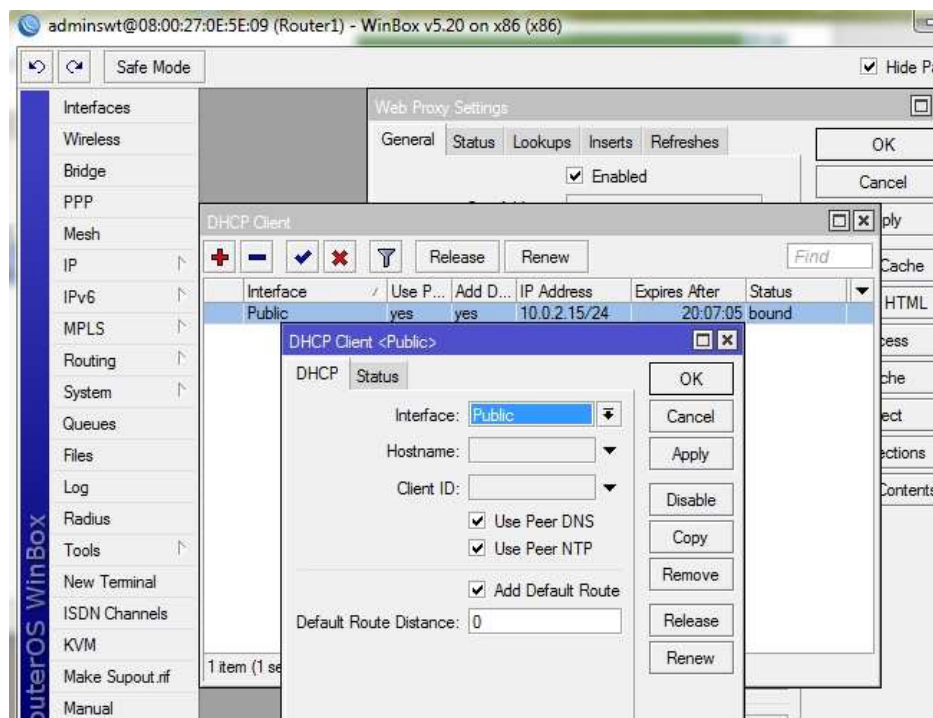 adminswt@08:00:27:0E:5E:09 (Router1) - WinBox v5.20 on x86 (x86)
Safe Mode
Hide Pa
Interfaces
Wireless
Bridge
PPP
Mesh
IP
IPv6
MPLS
Routing
System
Queues
Files
Log
Radius
Tools
New Terminal
ISDN Channels
KVM
Make Supout.rif
Manual
outerOS WinBox
Web Proxy Settings
General Status Lookups Inserts Refreshes
Enabled
OK
Cancel
ply
Cache
HTML
cess
che
ect
ections
Contents
DHCP Client
Release Renew Find
Interface Use P... Add D... IP Address Expires After Status
Public yes yes 10.0.2.15/24 20:07:05 bound
1 item (1 se
DHCP Client <Public>
DHCP Status
Interface: Public
Hostname:
Client ID:
Use Peer DNS
Use Peer NTP
Add Default Route
Default Route Distance: 0
OK
Cancel
Apply
Disable
Copy
Remove
Release
Renew